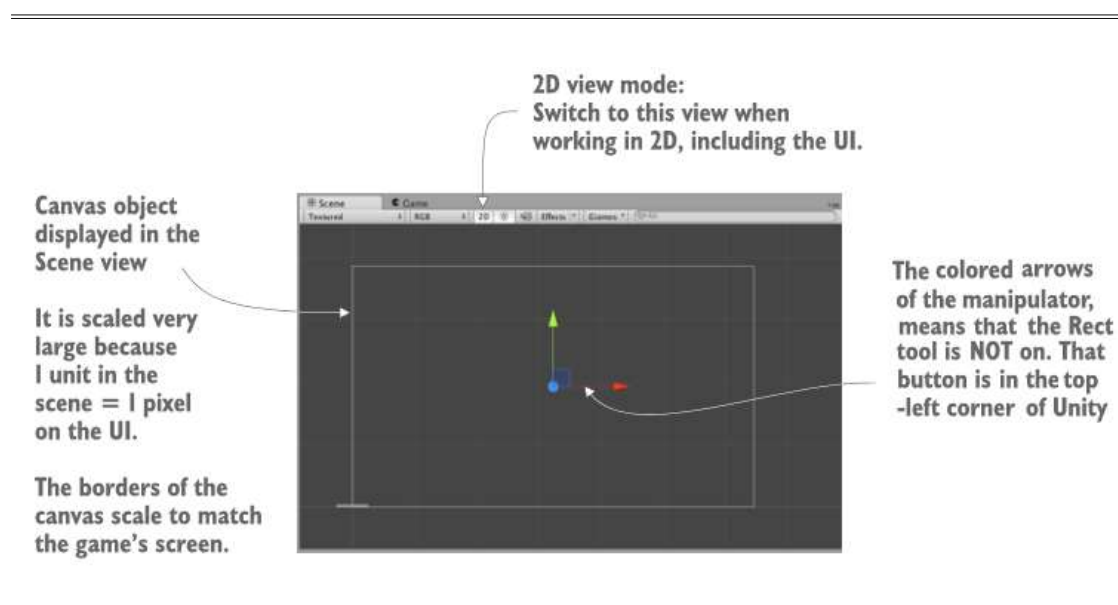 2D view mode:
Switch to this view when
working in 2D, including the UI.
Canvas object
displayed in the
Scene view
It is scaled very
large because
1 unit in the
scene = 1 pixel
on the UI.
The borders of the
canvas scale to match
the game's screen.
Scene Game
Textured RGB 2D Effects Gizmos
The colored arrows
of the manipulator,
means that the Rect
tool is NOT on. That
button is in the top
-left corner of Unity